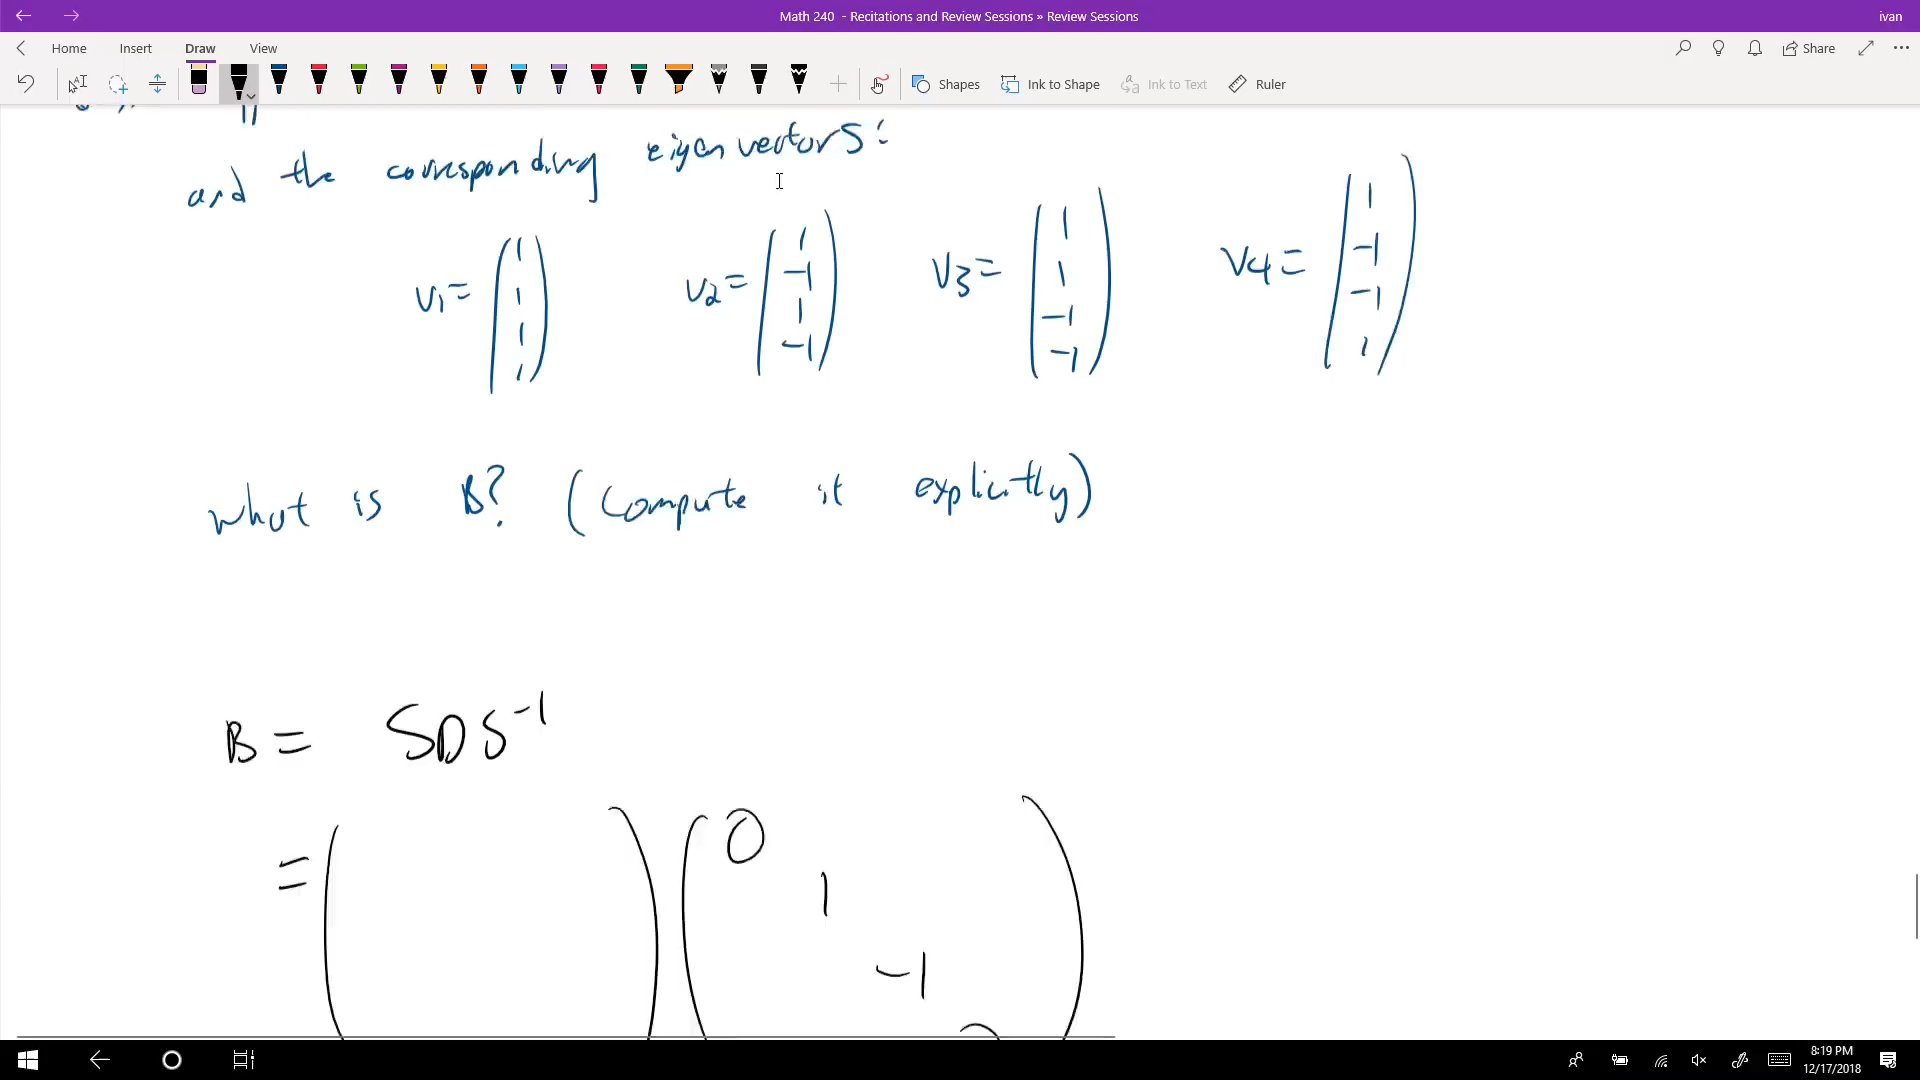 Math 240 - Recitations and Review Sessions » Review Sessions
ivan
Home Insert Draw View
Share
Shapes Ink to Shape Ink to Text Ruler
and the corresponding eigen vectors:
v1 = (1 1 1 1) v2 = (1 -1 1 -1) v3 = (1 1 -1 -1) v4 = (1 -1 -1 1)
what is B? (compute it explicitly)
B = SDS⁻¹
= ( ) ( 0
1
-1
8:19 PM
12/17/2018